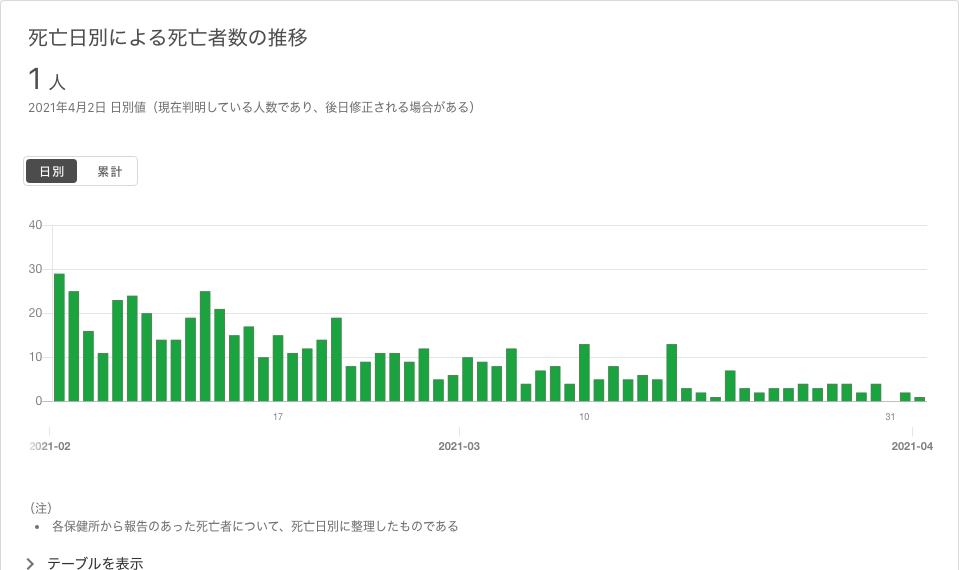 死亡日別による死亡者数の推移
1 人
2021年4月2日 日別値（現在判明している人数であり、後日修正される場合がある）
日別 累計
40
30
20
10
0
17 10 31
2021-02 2021-03 2021-04
（注）
• 各保健所から報告のあった死亡者について、死亡日別に整理したものである
テーブルを表示